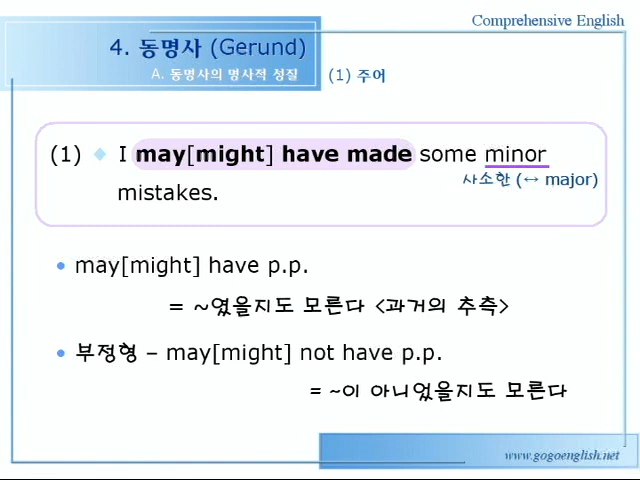 Comprehensive English
4. 동명사 (Gerund)
A. 동명사의 명사적 성질
(1) 주어
(1) ◆ I may[might] have made some minor
사소한 (↔ major)
mistakes.
• may[might] have p.p.
= ~였을지도 모른다 <과거의 추측>
• 부정형 – may[might] not have p.p.
= ~이 아니었을지도 모른다
www.gogoenglish.net